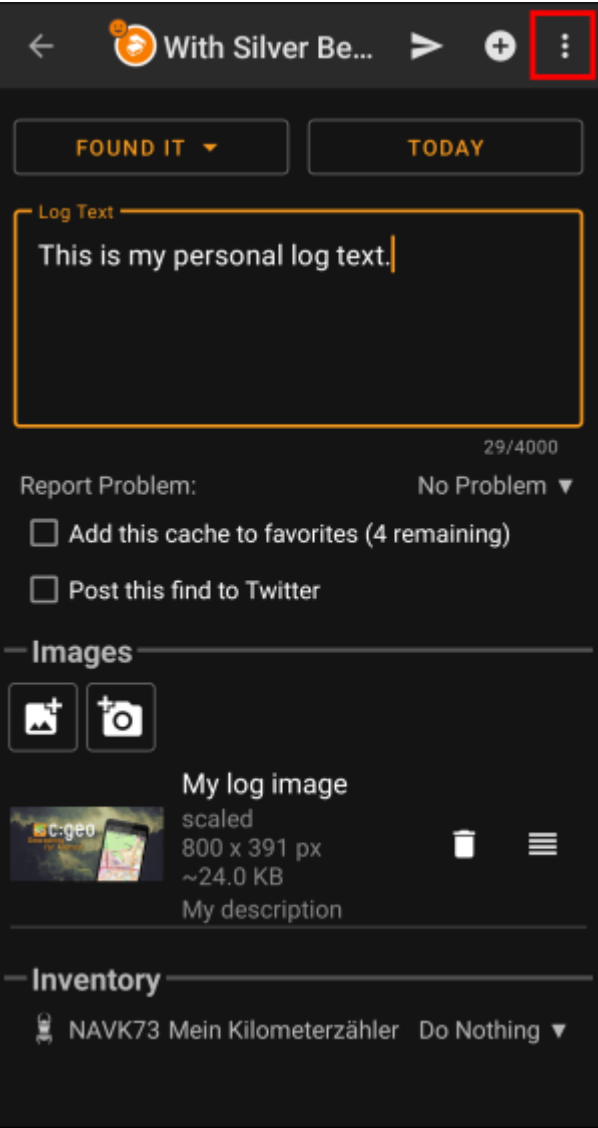 With Silver Be...
FOUND IT
TODAY
Log Text
This is my personal log text.
29/4000
Report Problem:
No Problem
Add this cache to favorites (4 remaining)
Post this find to Twitter
Images
My log image
c:geo
scaled
800 x 391 px
~24.0 KB
My description
Inventory
NAVK73 Mein Kilometerzähler Do Nothing